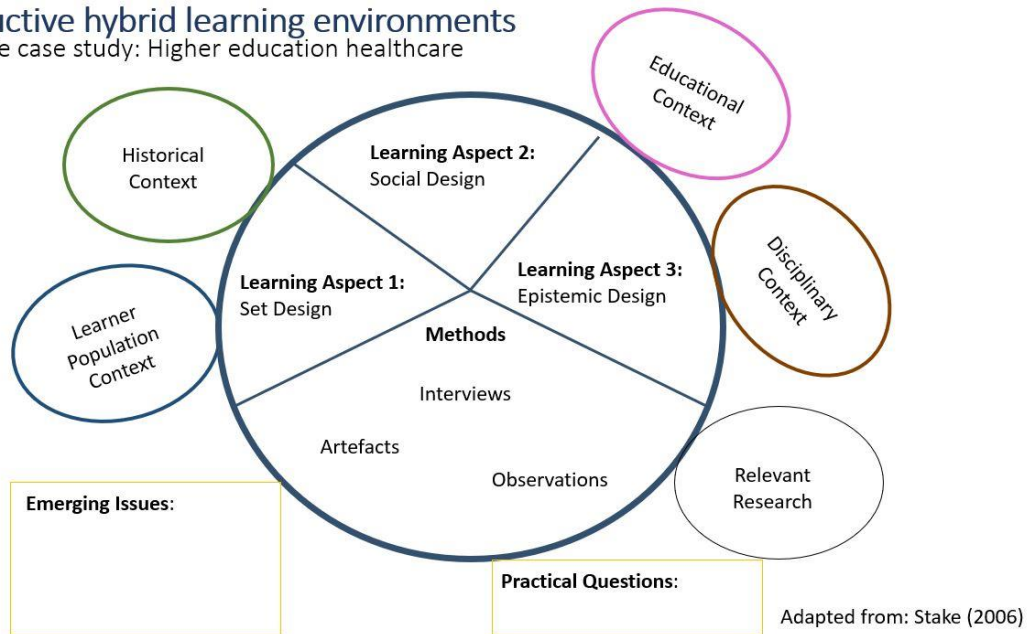 uctive hybrid learning environments
e case study: Higher education healthcare
Educational
Context
Historical
Context
Learning Aspect 2:
Social Design
Disciplinary
Context
Learning Aspect 1:
Set Design
Learning Aspect 3:
Epistemic Design
Learner
Population
Context
Methods
Interviews
Artefacts
Observations
Relevant
Research
Emerging Issues:
Practical Questions:
Adapted from: Stake (2006)